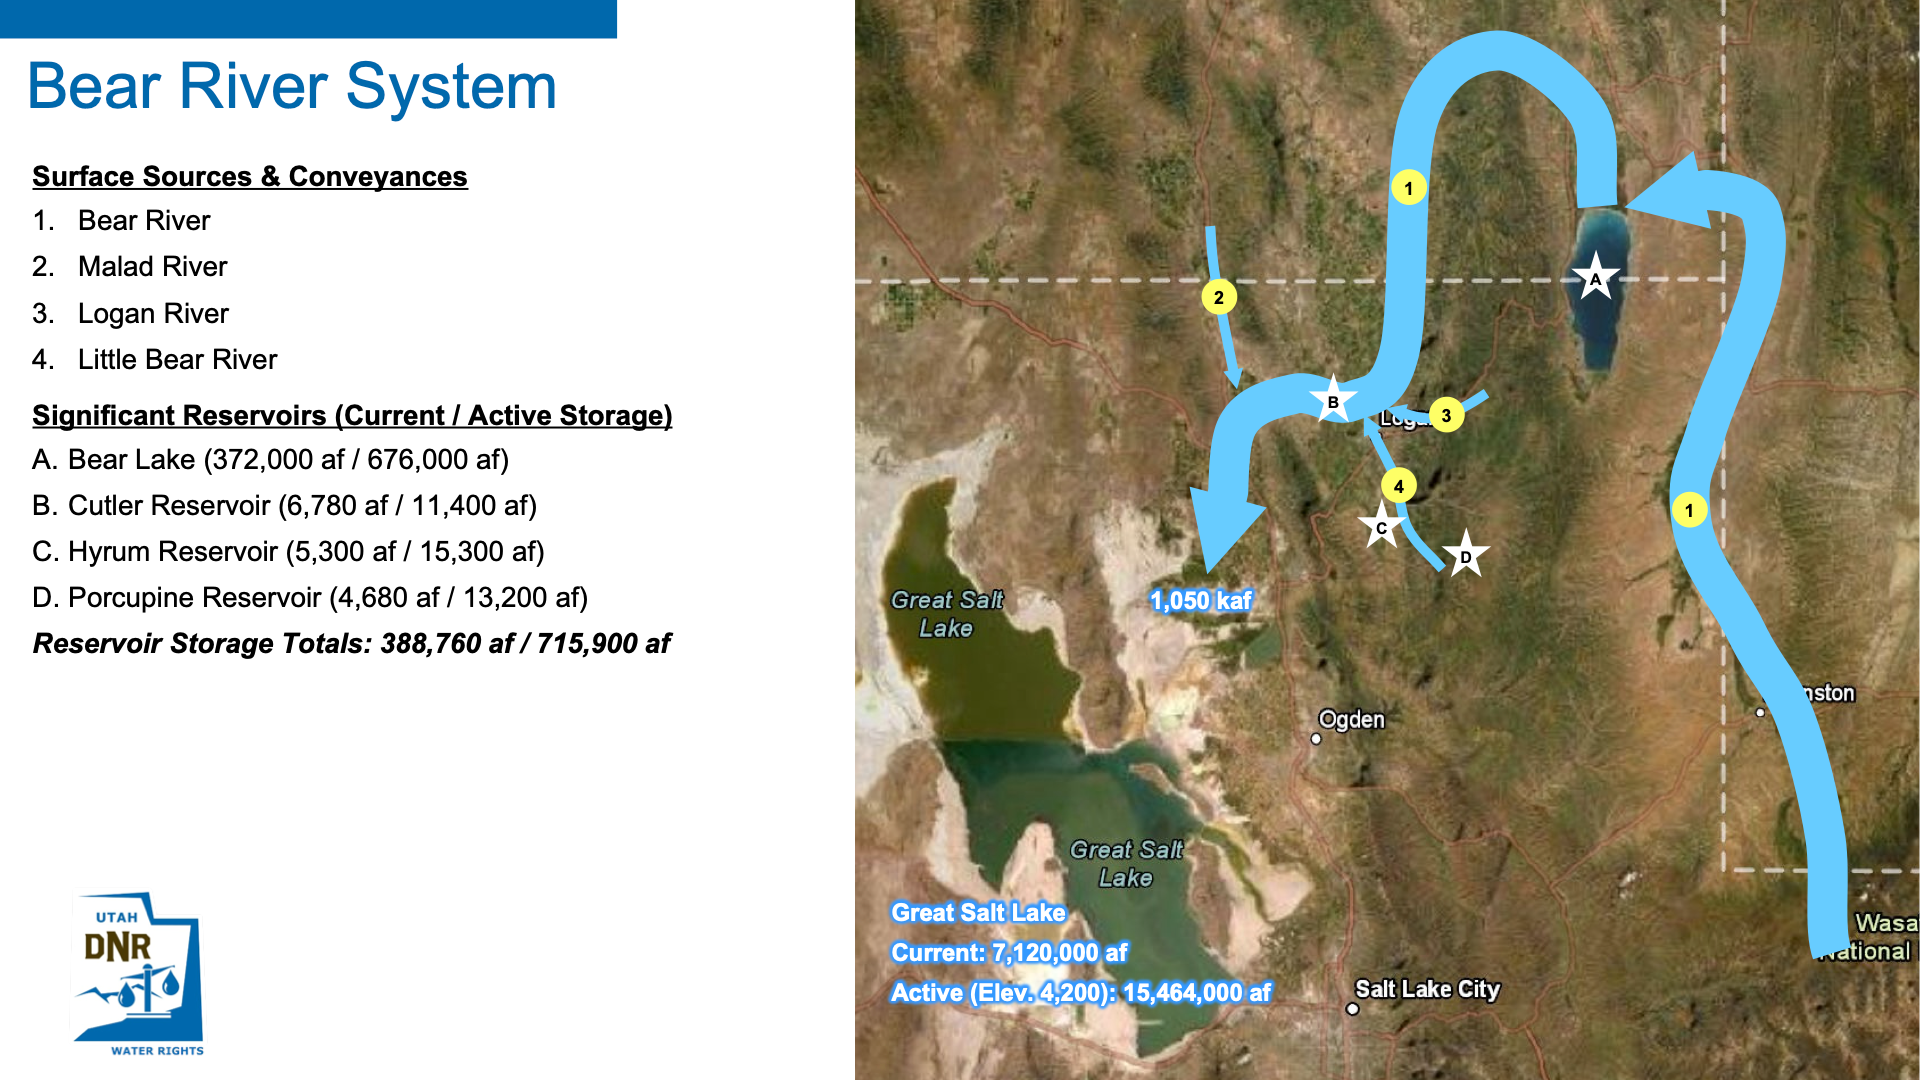 Bear River System
Surface Sources & Conveyances
1. Bear River
2. Malad River
3. Logan River
4. Little Bear River
Significant Reservoirs (Current / Active Storage)
A. Bear Lake (372,000 af / 676,000 af)
B. Cutler Reservoir (6,780 af / 11,400 af)
C. Hyrum Reservoir (5,300 af / 15,300 af)
D. Porcupine Reservoir (4,680 af / 13,200 af)
Reservoir Storage Totals: 388,760 af / 715,900 af
UTAH
DNR
WATER RIGHTS
1
A
2
B
3
4
C
D
1
1,050 kaf
Great Salt
Lake
Ogden
Great Salt
Lake
Great Salt Lake
Current: 7,120,000 af
Active (Elev. 4,200): 15,464,000 af
Salt Lake City